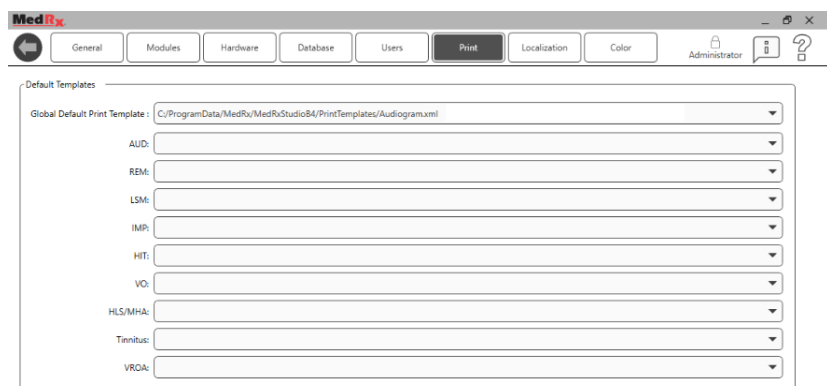 MedRx
General Modules Hardware Database Users Print Localization Color Administrator
Default Templates
Global Default Print Template : C:/ProgramData/MedRx/MedRxStudio84/PrintTemplates/Audiogram.xml
AUD:
REM:
LSM:
IMP:
HIT:
VO:
HLS/MHA:
Tinnitus:
VROA: